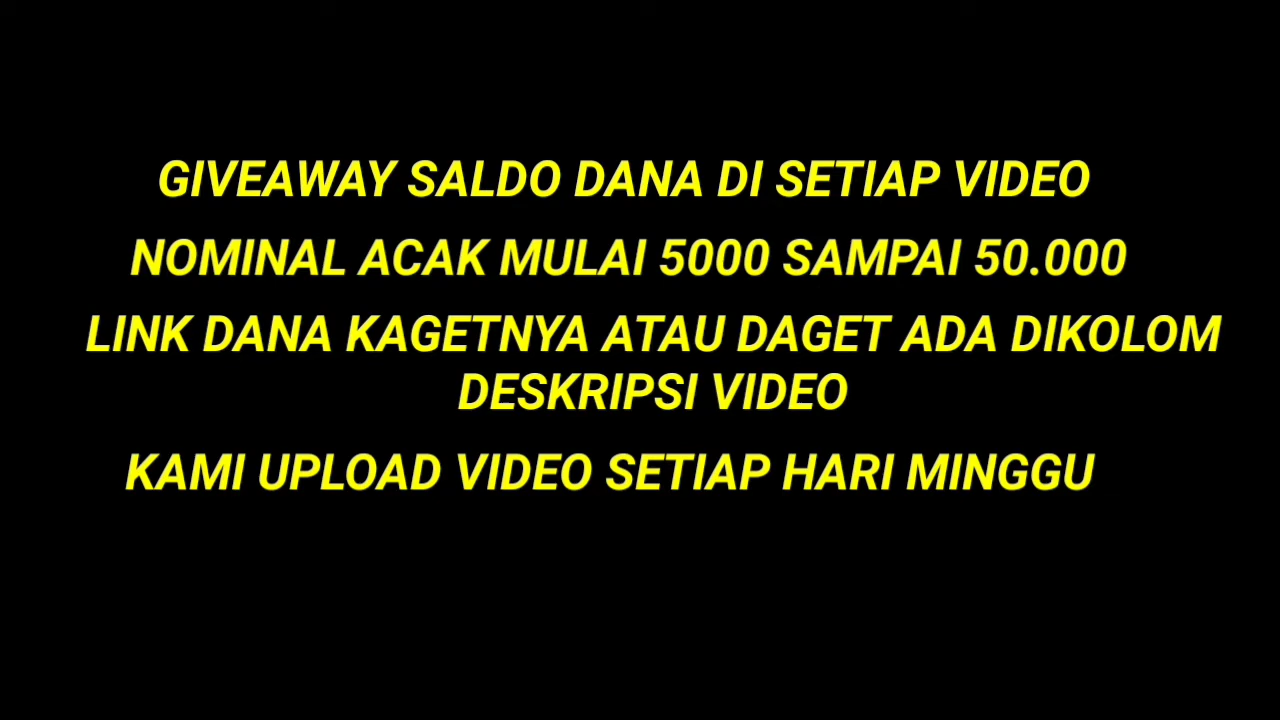 GIVEAWAY SALDO DANA DI SETIAP VIDEO
NOMINAL ACAK MULAI 5000 SAMPAI 50.000
LINK DANA KAGETNYA ATAU DAGET ADA DIKOLOM
DESKRIPSI VIDEO
KAMI UPLOAD VIDEO SETIAP HARI MINGGU